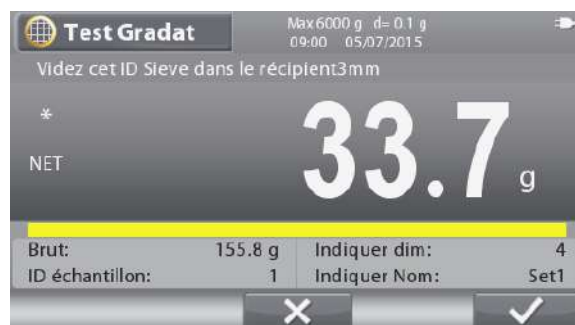 Test Gradat
Max 6000 g d= 0.1 g
09:00 05/07/2015
Videz cet ID Sieve dans le récipient3mm
*
NET
33.7 g
Brut: 155.8 g Indiquer dim: 4
ID échantillon: 1 Indiquer Nom: Set1